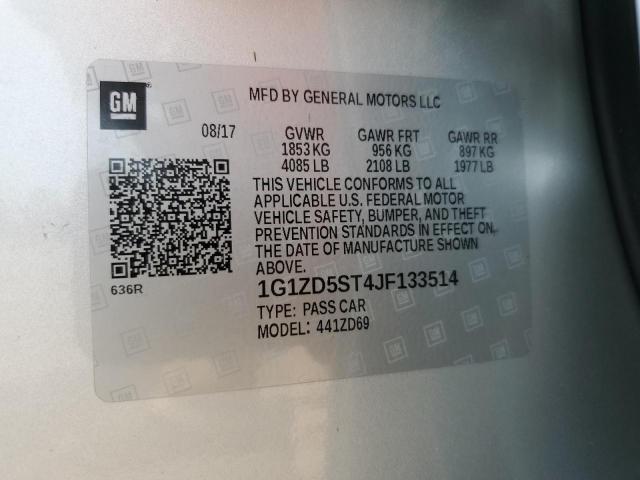 GM
MFD BY GENERAL MOTORS LLC
08/17 GVWR GAWR FRT GAWR RR
1853 KG 956 KG 897 KG
4085 LB 2108 LB 1977 LB
THIS VEHICLE CONFORMS TO ALL
APPLICABLE U.S. FEDERAL MOTOR
VEHICLE SAFETY, BUMPER, AND THEFT
PREVENTION STANDARDS IN EFFECT ON
THE DATE OF MANUFACTURE SHOWN
ABOVE.
636R
1G1ZD5ST4JF133514
TYPE: PASS CAR
MODEL: 441ZD69